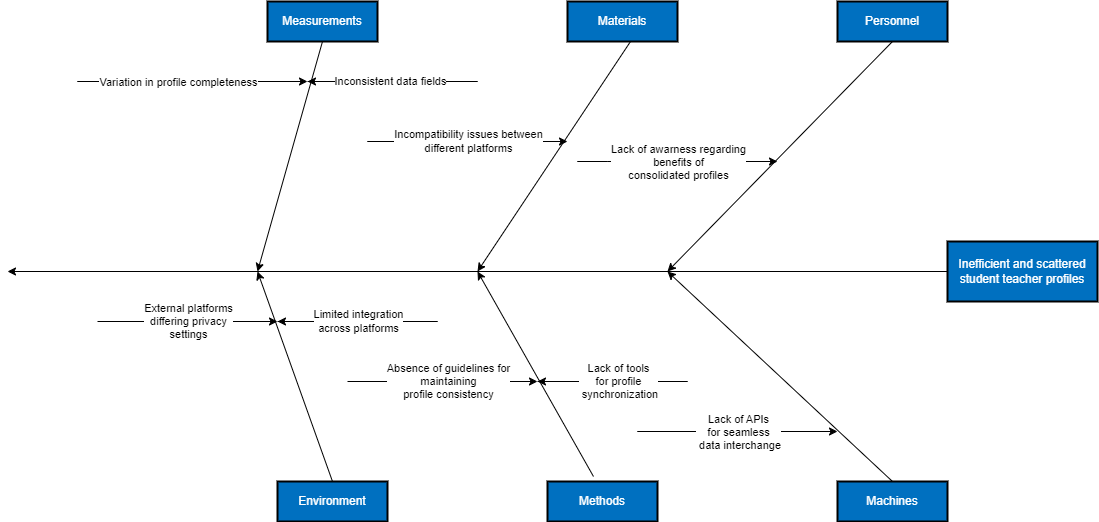 Measurements
Materials
Personnel
Variation in profile completeness
Inconsistent data fields
Incompatibility issues between
different platforms
Lack of awarness regarding
benefits of
consolidated profiles
Inefficient and scattered
student teacher profiles
External platforms
differing privacy
settings
Limited integration
across platforms
Absence of guidelines for
maintaining
profile consistency
Lack of tools
for profile
synchronization
Lack of APIs
for seamless
data interchange
Environment
Methods
Machines